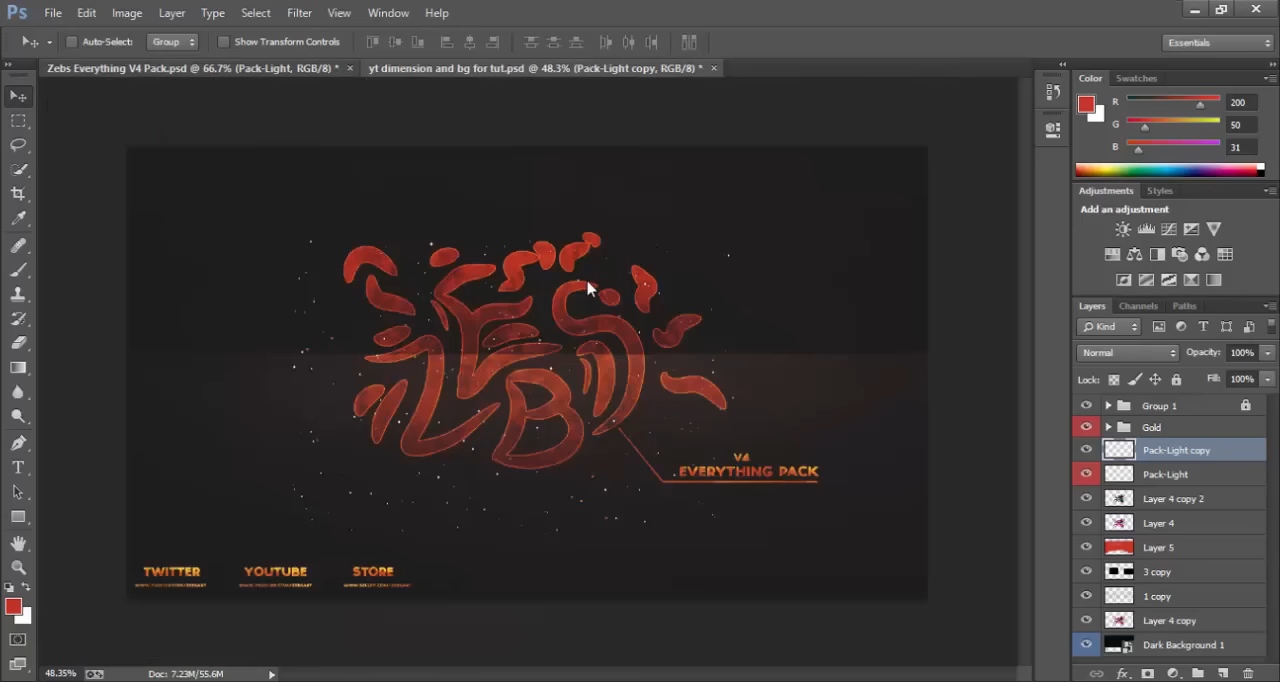 Ps File Edit Image Layer Type Select Filter View Window Help
Auto-Select: Group Show Transform Controls Essentials
Zebs Everything V4 Pack.psd @ 66.7% (Pack-Light, RGB/8) * × yt dimension and bg for tut.psd @ 48.3% (Pack-Light copy, RGB/8) * ×
Color Swatches
R 200
G 50
B 31
Adjustments Styles
Add an adjustment
Layers Channels Paths
Kind
Normal Opacity: 100%
Lock: Fill: 100%
Group 1
Gold
Pack-Light copy
Pack-Light
Layer 4 copy 2
Layer 4
Layer 5
3 copy
1 copy
Layer 4 copy
Dark Background 1
ZEBS
V4
EVERYTHING PACK
TWITTER YOUTUBE STORE
48.35% Doc: 7.23M/55.6M